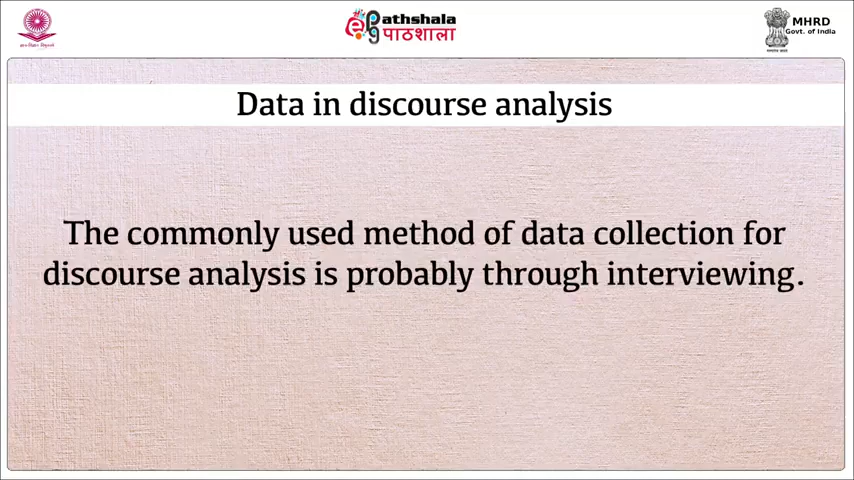 epathshala
पाठशाला
MHRD
Govt. of India
Data in discourse analysis
The commonly used method of data collection for
discourse analysis is probably through interviewing.